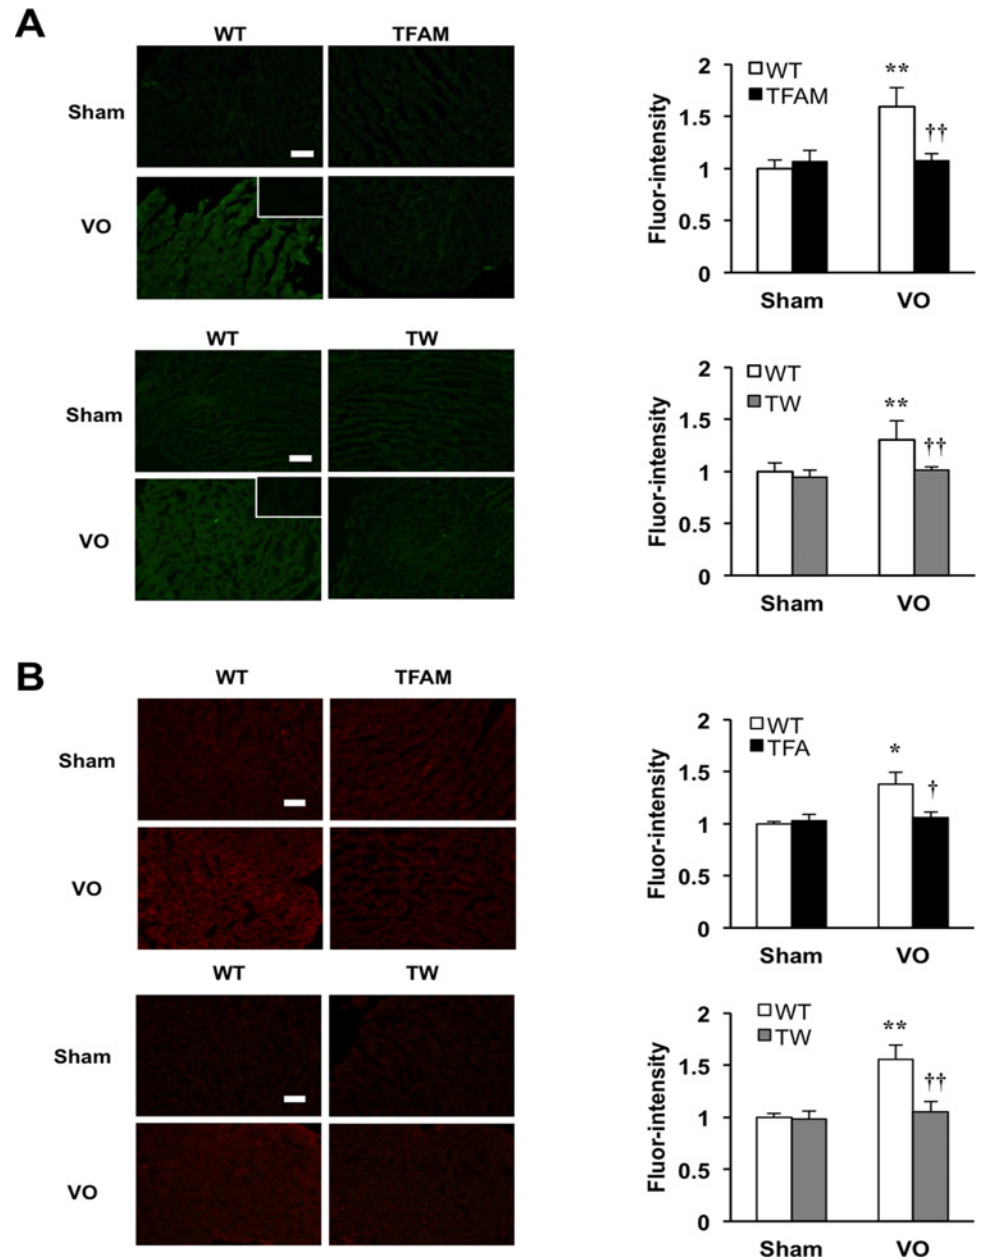 A
WT TFAM
Sham
VO
WT TW
Sham
VO
2
1.5
1
0.5
0
Fluor-intensity
WT
TFAM
**
††
Sham VO
2
1.5
1
0.5
0
Fluor-intensity
WT
TW
**
††
Sham VO
B
WT TFAM
Sham
VO
WT TW
Sham
VO
2
1.5
1
0.5
0
Fluor-intensity
WT
TFA
*
†
Sham VO
2
1.5
1
0.5
0
Fluor-intensity
WT
TW
**
††
Sham VO